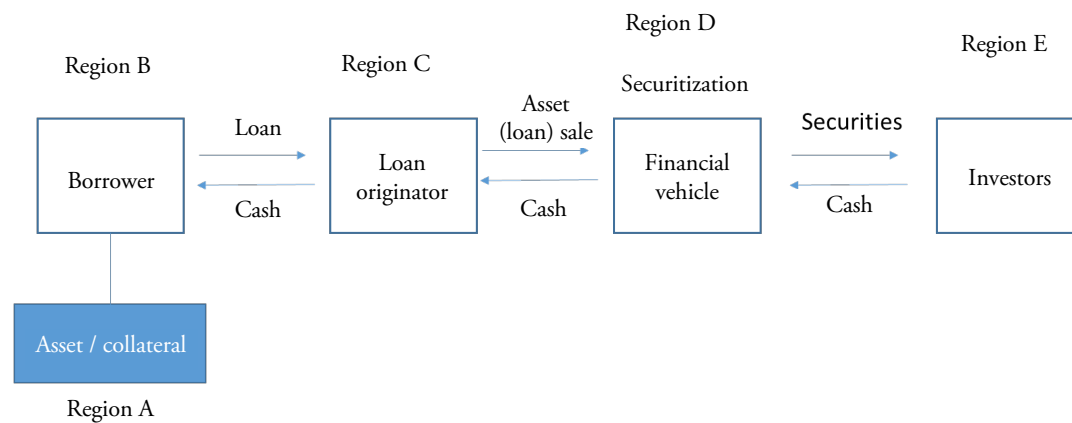 Region D
Region E
Region B
Region C
Securitization
Asset
(loan) sale
Securities
Loan
Borrower
Loan
originator
Financial
vehicle
Investors
Cash
Cash
Cash
Asset / collateral
Region A